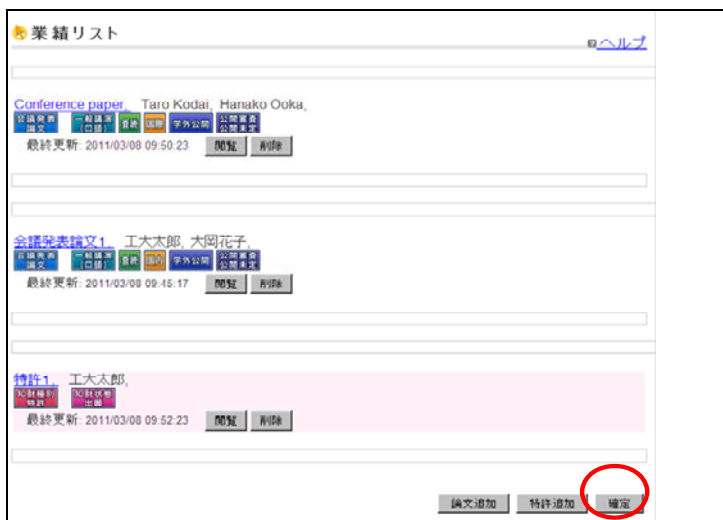 業績リスト
ヘルプ
Conference paper, Taro Kodai, Hanako Ooka,
会議発表論文 一般講演(口頭) 査読 国際 学外公開 公開審査公開未定
最終更新: 2011/03/08 09:50:23 閲覧 削除
会議発表論文1, 工大太郎, 大岡花子,
会議発表論文 一般講演(口頭) 査読 国内 学外公開 公開審査公開未定
最終更新: 2011/03/08 09:45:17 閲覧 削除
特許1, 工大太郎,
知財種別特許 知財状態出願
最終更新: 2011/03/08 09:52:23 閲覧 削除
論文追加 特許追加 確定